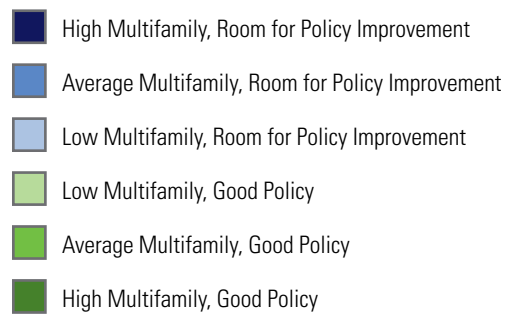 High Multifamily, Room for Policy Improvement
Average Multifamily, Room for Policy Improvement
Low Multifamily, Room for Policy Improvement
Low Multifamily, Good Policy
Average Multifamily, Good Policy
High Multifamily, Good Policy